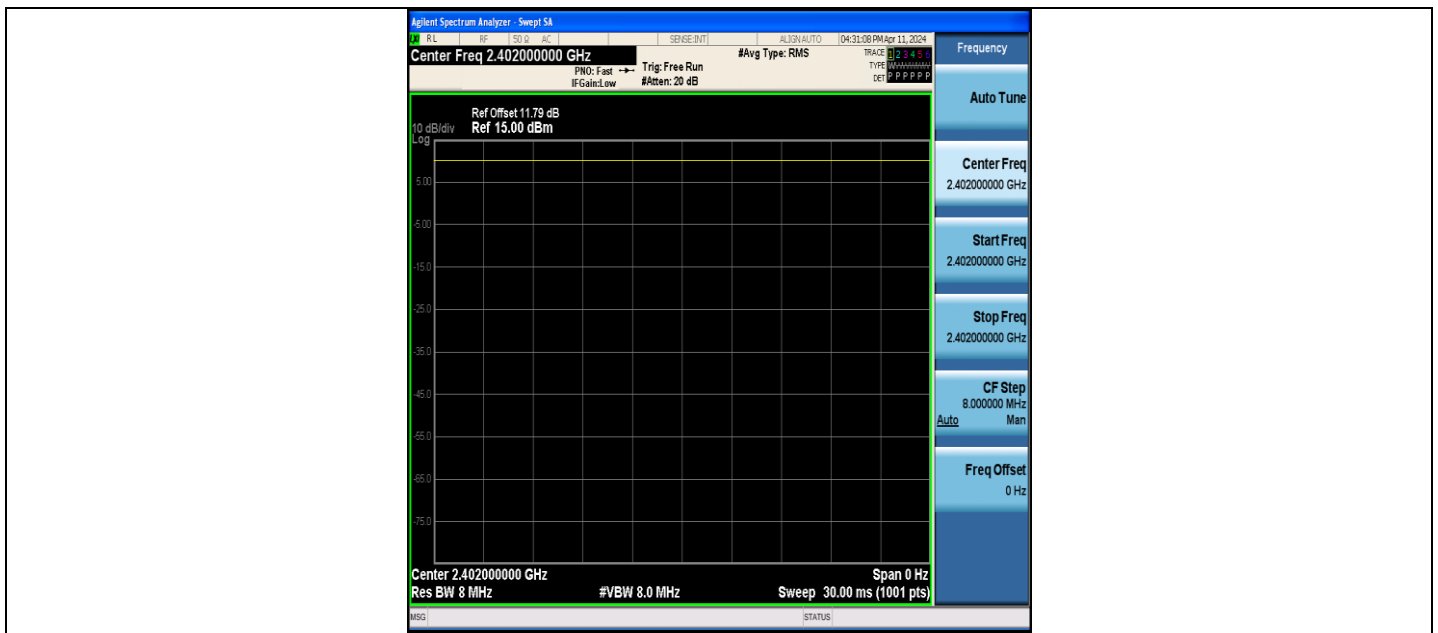 Agilent Spectrum Analyzer - Swept SA
RL RF 50 Ω AC SENSE:INT ALIGN AUTO 04:31:08 PM Apr 11, 2024
Center Freq 2.402000000 GHz
PNO: Fast
IFGain:Low
Trig: Free Run
#Atten: 20 dB
#Avg Type: RMS
TRACE 1 2 3 4 5 6
TYPE
DET P P P P P P
Ref Offset 11.79 dB
10 dB/div Ref 15.00 dBm
Log
5.00
-5.00
-15.0
-25.0
-35.0
-45.0
-55.0
-65.0
-75.0
Center 2.402000000 GHz Span 0 Hz
Res BW 8 MHz #VBW 8.0 MHz Sweep 30.00 ms (1001 pts)
MSG STATUS
Frequency
Auto Tune
Center Freq
2.402000000 GHz
Start Freq
2.402000000 GHz
Stop Freq
2.402000000 GHz
CF Step
8.000000 MHz
Auto Man
Freq Offset
0 Hz